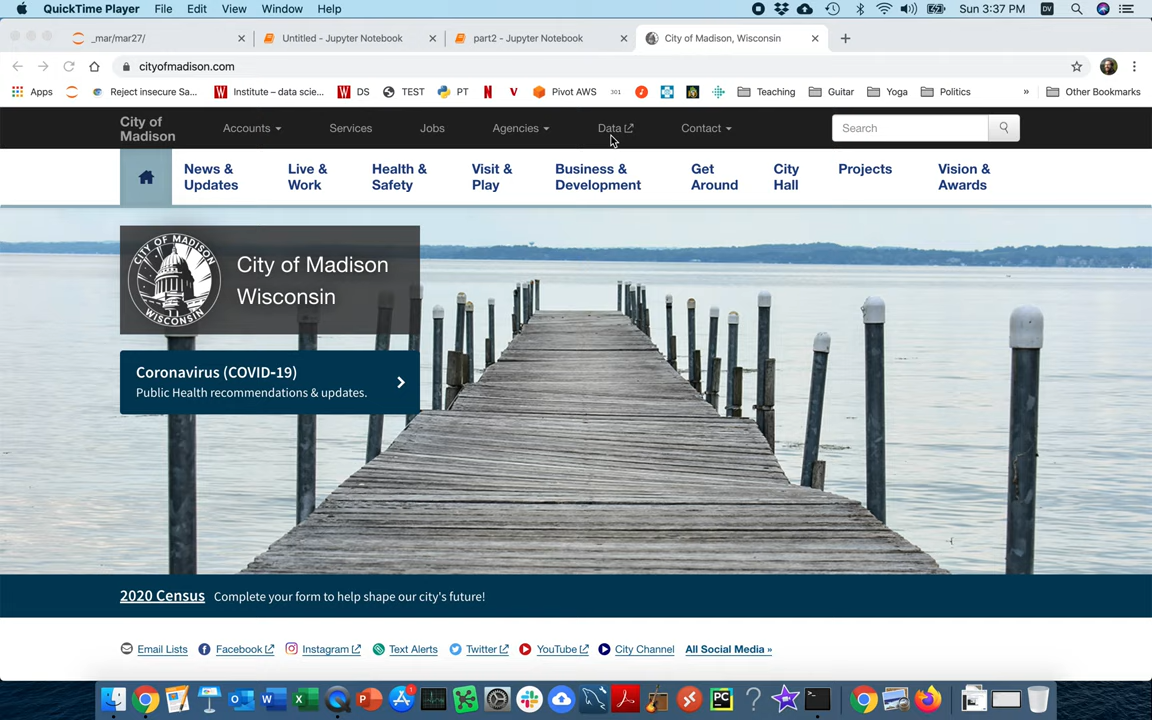 QuickTime Player File Edit View Window Help
Sun 3:37 PM DV
_mar/mar27/
Untitled - Jupyter Notebook
part2 - Jupyter Notebook
City of Madison, Wisconsin
cityofmadison.com
Apps
Reject insecure Sa...
Institute – data scie...
DS
TEST
PT
Pivot AWS
301
Teaching
Guitar
Yoga
Politics
»
Other Bookmarks
City of
Madison
Accounts
Services
Jobs
Agencies
Data
Contact
Search
News &
Updates
Live &
Work
Health &
Safety
Visit &
Play
Business &
Development
Get
Around
City
Hall
Projects
Vision &
Awards
CITY OF MADISON
WISCONSIN
City of Madison
Wisconsin
Coronavirus (COVID-19)
Public Health recommendations & updates.
2020 Census Complete your form to help shape our city's future!
Email Lists Facebook Instagram Text Alerts Twitter YouTube City Channel All Social Media »